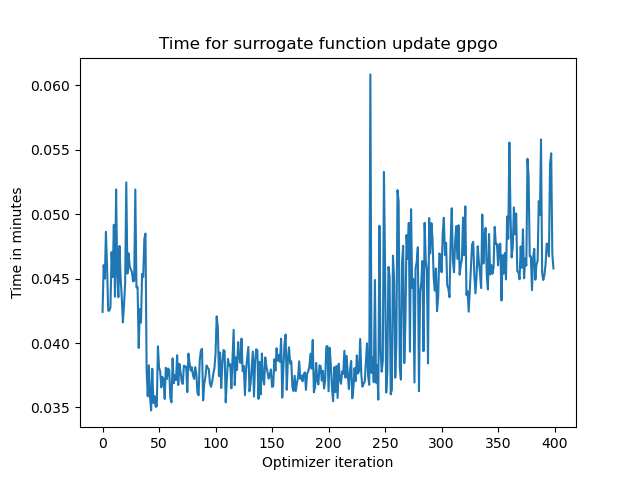 Time for surrogate function update gpgo
0.060
0.055
0.050
0.045
0.040
0.035
Time in minutes
0 50 100 150 200 250 300 350 400
Optimizer iteration